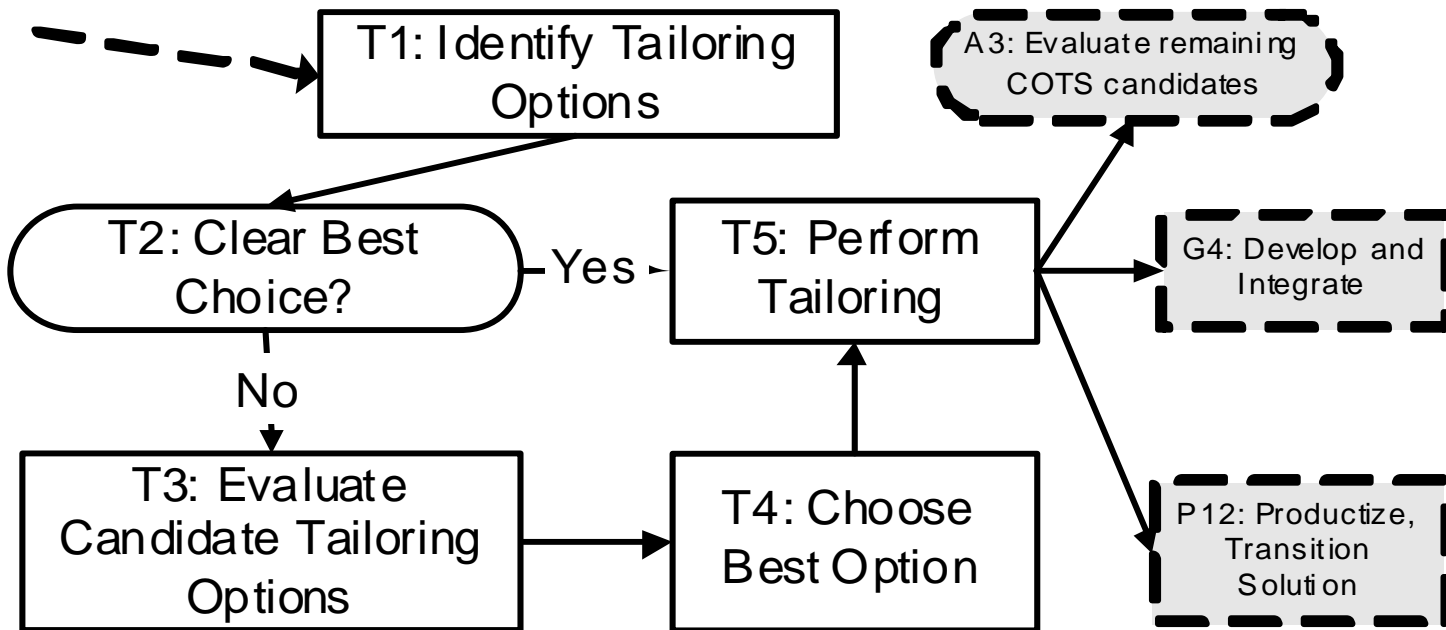 T1: Identify Tailoring
Options
A3: Evaluate remaining
COTS candidates
T2: Clear Best
Choice?
Yes
T5: Perform
Tailoring
G4: Develop and
Integrate
No
T3: Evaluate
Candidate Tailoring
Options
T4: Choose
Best Option
P12: Productize,
Transition
Solution